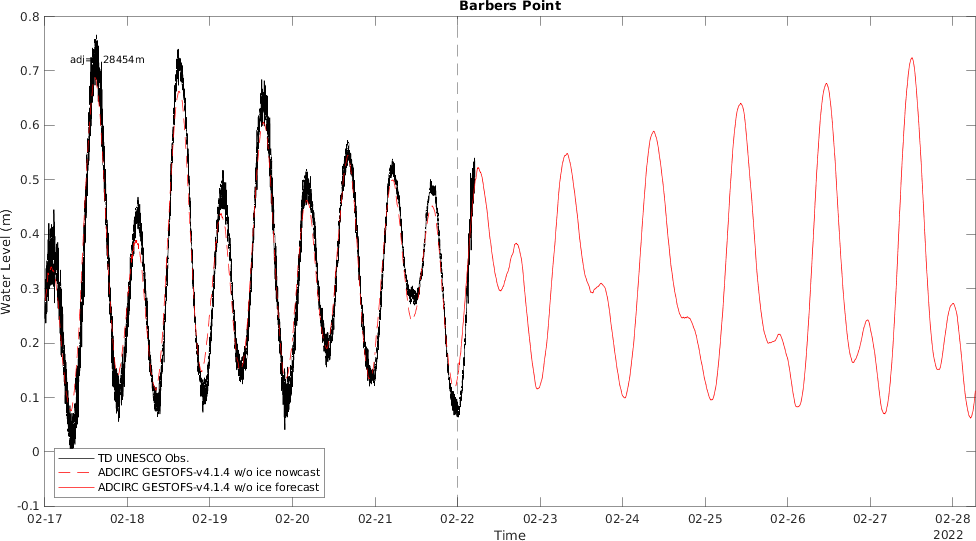 Barbers Point
0.8
0.7
0.6
0.5
0.4
0.3
0.2
0.1
0
-0.1
Water Level (m)
28454m
TD UNESCO Obs.
ADCIRC GESTOFS-v4.1.4 w/o ice nowcast
ADCIRC GESTOFS-v4.1.4 w/o ice forecast
02-17 02-18 02-19 02-20 02-21 02-22 02-23 02-24 02-25 02-26 02-27 02-28
Time
2022